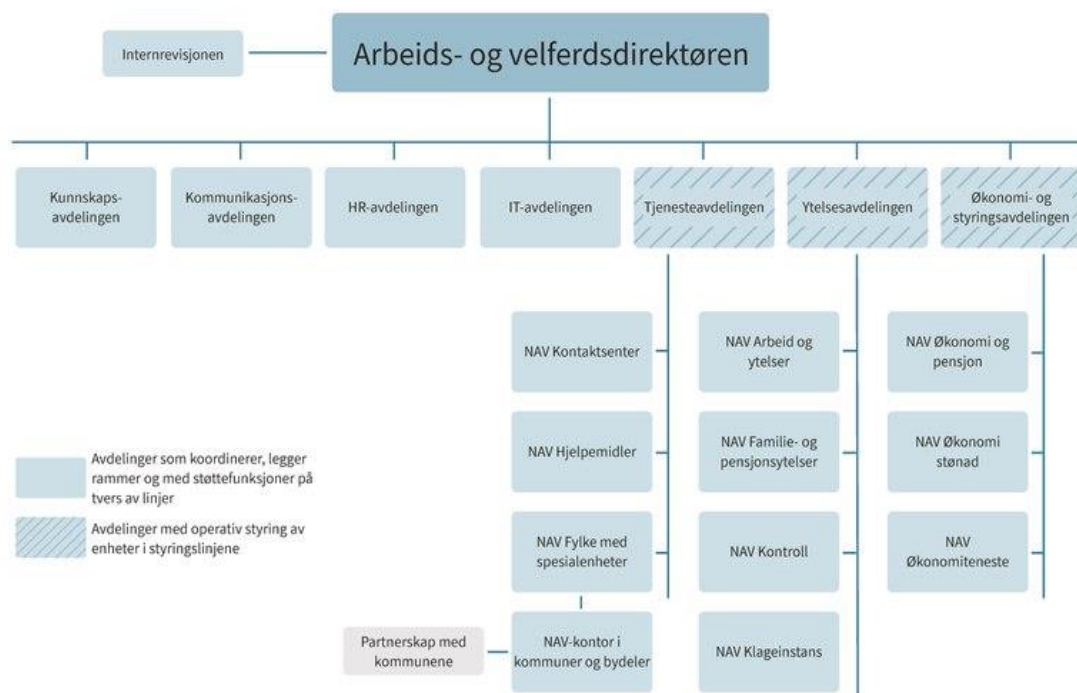 Internrevisjonen
Arbeids- og velferdsdirektøren
Kunnskaps-
avdelingen
Kommunikasjons-
avdelingen
HR-avdelingen
IT-avdelingen
Tjenesteavdelingen
Ytelsesavdelingen
Økonomi- og
styringsavdelingen
NAV Kontaktsenter
NAV Arbeid og
ytelser
NAV Økonomi og
pensjon
NAV Hjelpemidler
NAV Familie- og
pensjonsytelser
NAV Økonomi
stønad
Avdelinger som koordinerer, legger
rammer og med støttefunksjoner på
tvers av linjer
Avdelinger med operativ styring av
enheter i styringslinjene
NAV Fylke med
spesialenheter
NAV Kontroll
NAV
Økonomiteneste
Partnerskap med
kommunene
NAV-kontor i
kommuner og bydeler
NAV Klageinstans